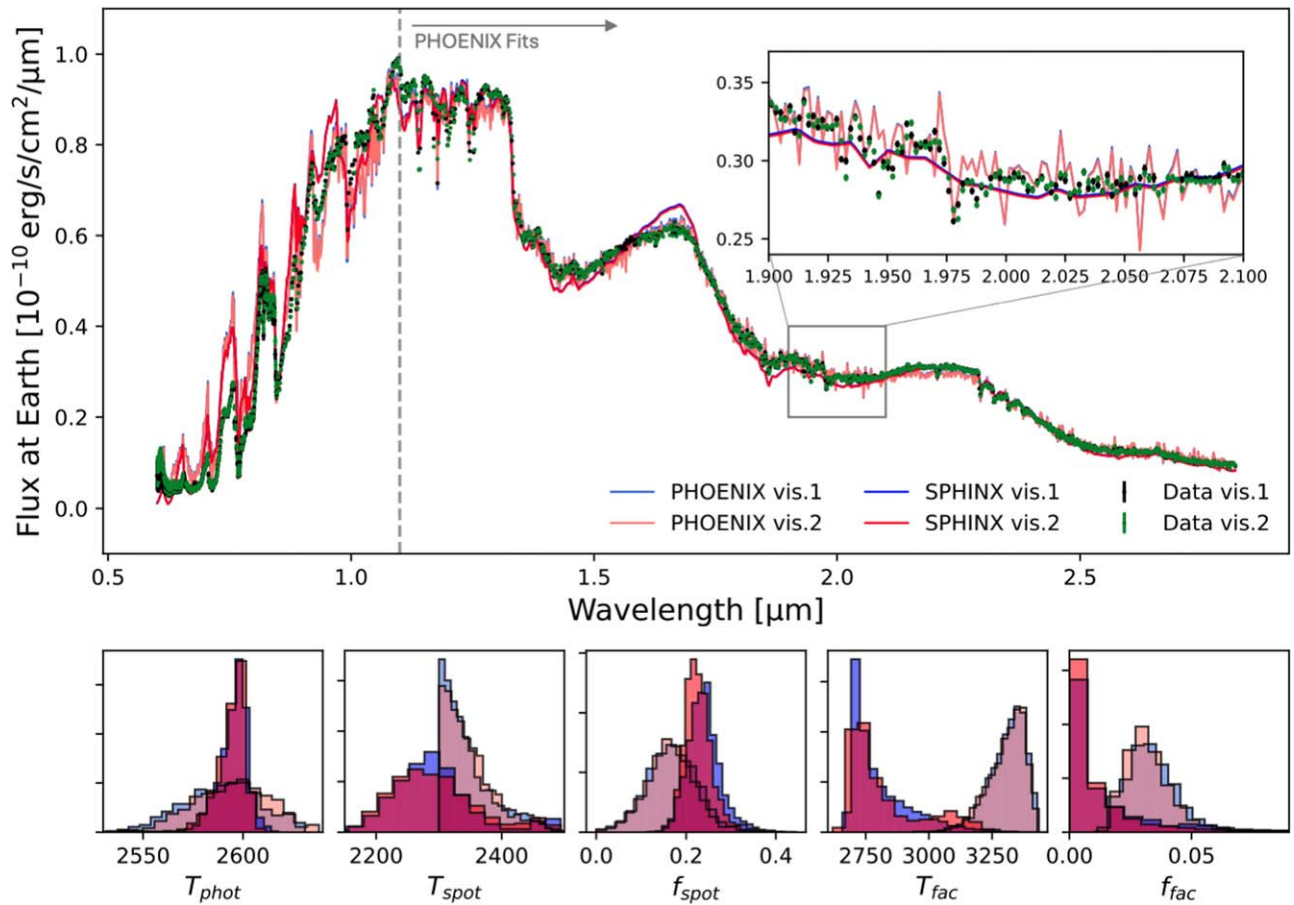 PHOENIX Fits
Flux at Earth [10⁻¹⁰ erg/s/cm²/μm]
1.0
0.8
0.6
0.4
0.2
0.0
0.35
0.30
0.25
1.900 1.925 1.950 1.975 2.000 2.025 2.050 2.075 2.100
PHOENIX vis.1 SPHINX vis.1 Data vis.1
PHOENIX vis.2 SPHINX vis.2 Data vis.2
0.5 1.0 1.5 2.0 2.5
Wavelength [μm]
2550 2600 2200 2400 0.0 0.2 0.4 2750 3000 3250 0.00 0.05
T_phot T_spot f_spot T_fac f_fac